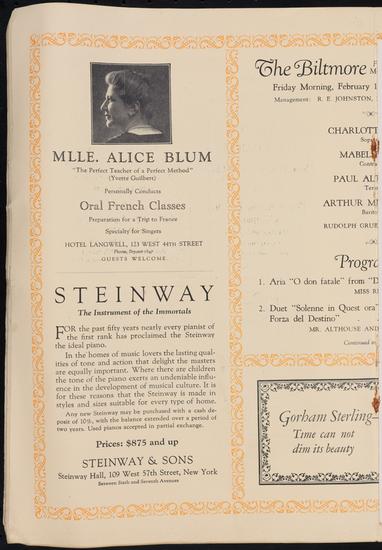 MLLE. ALICE BLUM
"The Perfect Teacher of a Perfect Method"
(Yvette Guilbert)
Personally Conducts
Oral French Classes
Preparation for a Trip to France
Specialty for Singers
HOTEL LANGWELL, 123 WEST 44TH STREET
Phone, Bryant
GUESTS WELCOME
STEINWAY
The Instrument of the Immortals
FOR the past fifty years nearly every pianist of
the first rank has proclaimed the Steinway
the ideal piano.
In the homes of music lovers the lasting qual-
ities of tone and action that delight the masters
are equally important. Where there are children
the tone of the piano exerts an undeniable influ-
ence in the development of musical culture. It is
for these reasons that the Steinway is made in
styles and sizes suitable for every type of home.
Any new Steinway may be purchased with a cash de-
posit of 10%, with the balance extended over a period of
two years. Used pianos accepted in partial exchange.
Prices: $875 and up
STEINWAY & SONS
Steinway Hall, 109 West 57th Street, New York
Between Sixth and Seventh Avenues
The Biltmore F
M
Friday Morning, February 1
Management: R. E. JOHNSTON,
CHARLOTT
Sop
MABEL
Contra
PAUL AL
Teno
ARTHUR M
Barito
RUDOLPH GRUE
Progra
1. Aria "O don fatale" from "D
MISS R
2. Duet "Solenne in Quest ora"
Forza del Destino"
MR. ALTHOUSE AND
Continued o
Gorham Sterling—
Time can not
dim its beauty